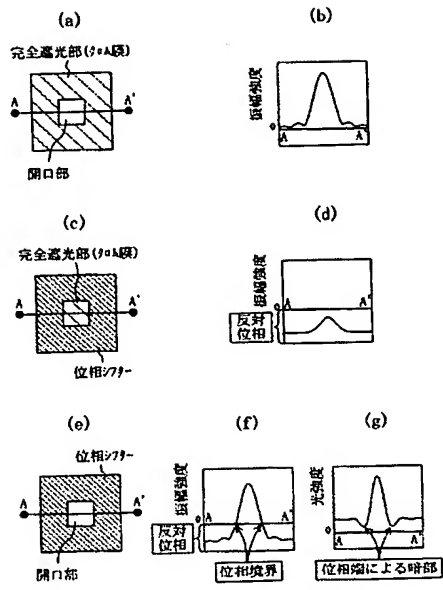 (a)
完全遮光部(クロム膜)
A A'
開口部
(b)
振幅強度
0
A A'
(c)
完全遮光部(クロム膜)
A A'
位相シフター
(d)
振幅強度
0
A A'
反対
位相
(e)
位相シフター
A A'
開口部
(f)
振幅強度
0
A A'
反対
位相
位相境界
(g)
光強度
0
A A'
位相端による暗部